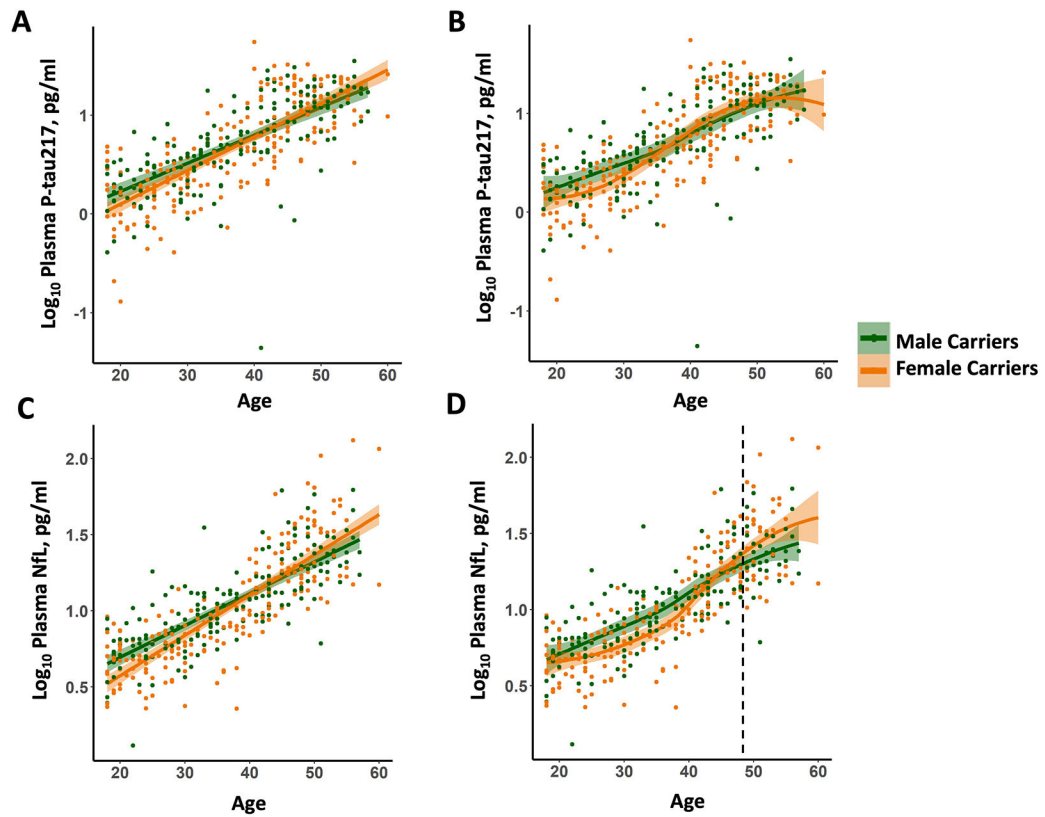 A
Log10 Plasma P-tau217, pg/ml
1
0
-1
20 30 40 50 60
Age
B
Log10 Plasma P-tau217, pg/ml
1
0
-1
20 30 40 50 60
Age
Male Carriers
Female Carriers
C
Log10 Plasma NfL, pg/ml
2.0
1.5
1.0
0.5
20 30 40 50 60
Age
D
Log10 Plasma NfL, pg/ml
2.0
1.5
1.0
0.5
20 30 40 50 60
Age